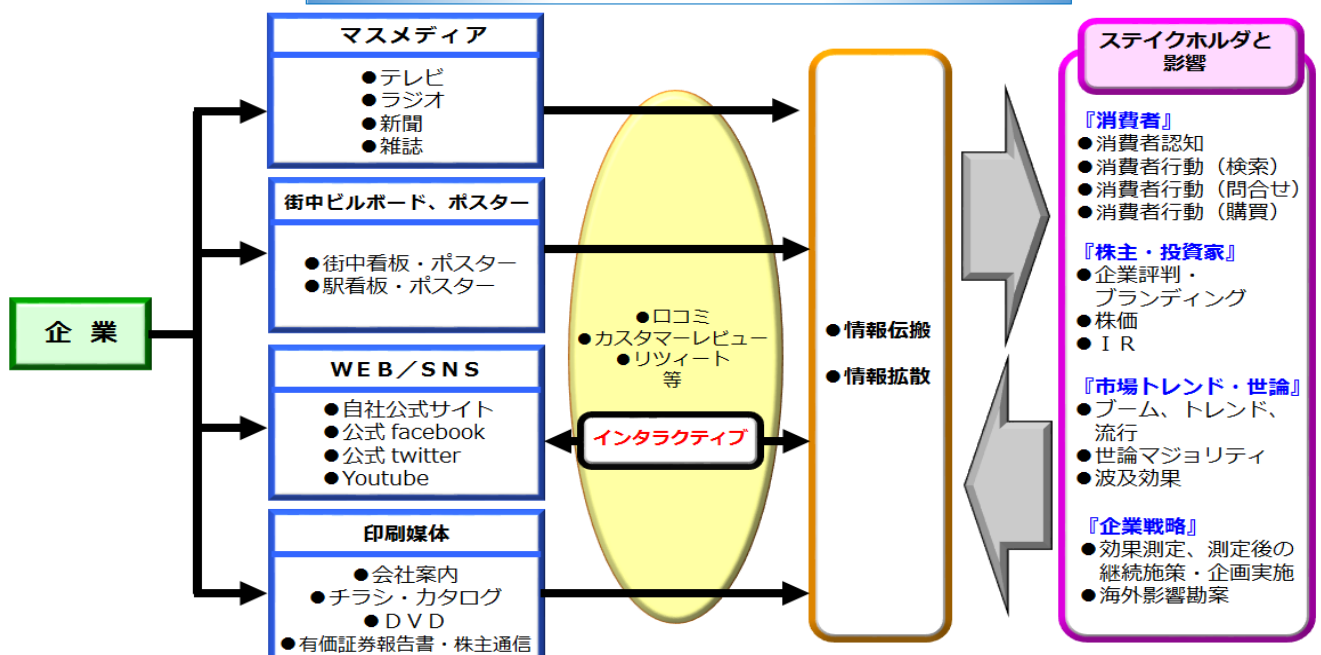 企 業
マスメディア
●テレビ
●ラジオ
●新聞
●雑誌
街中ビルボード、ポスター
●街中看板・ポスター
●駅看板・ポスター
WEB／SNS
●自社公式サイト
●公式 facebook
●公式 twitter
●Youtube
印刷媒体
●会社案内
●チラシ・カタログ
●ＤＶＤ
●有価証券報告書・株主通信
●口コミ
●カスタマーレビュー
●リツィート
等
インタラクティブ
●情報伝搬
●情報拡散
ステイクホルダと
影響
『消費者』
●消費者認知
●消費者行動（検索）
●消費者行動（問合せ）
●消費者行動（購買）
『株主・投資家』
●企業評判・
ブランディング
●株価
●ＩＲ
『市場トレンド・世論』
●ブーム、トレンド、
流行
●世論マジョリティ
●波及効果
『企業戦略』
●効果測定、測定後の
継続施策・企画実施
●海外影響勘案